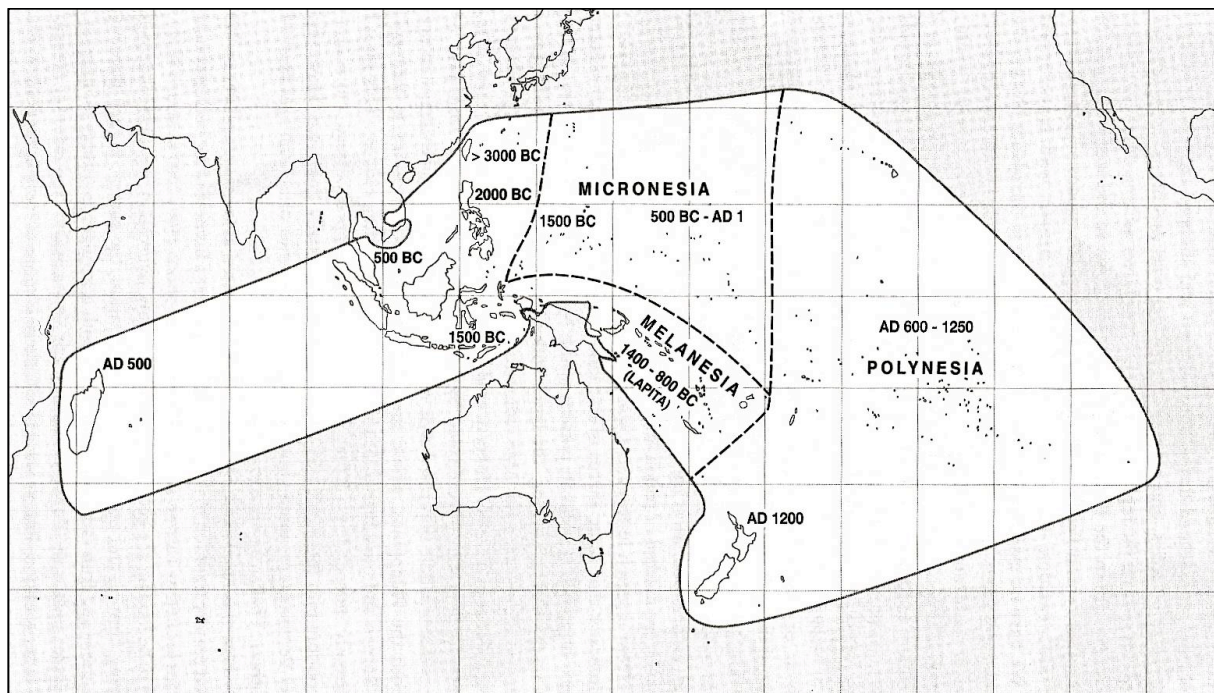 > 3000 BC
2000 BC
MICRONESIA
1500 BC
500 BC - AD 1
500 BC
1500 BC
MELANESIA
1400 - 800 BC
(LAPITA)
AD 600 - 1250
POLYNESIA
AD 500
AD 1200